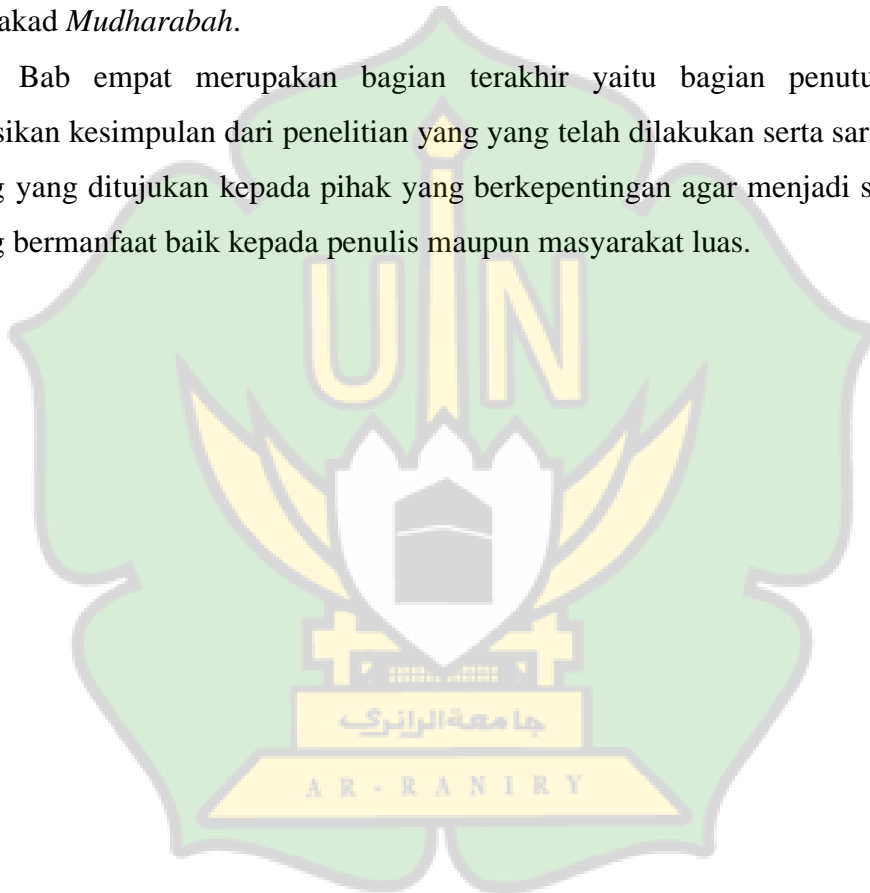 akad Mudharabah.
Bab empat merupakan bagian terakhir yaitu bagian penutu
sikan kesimpulan dari penelitian yang yang telah dilakukan serta sar
g yang ditujukan kepada pihak yang berkepentingan agar menjadi s
g bermanfaat baik kepada penulis maupun masyarakat luas.
UIN
جامعة الرانري
AR-RANIRY